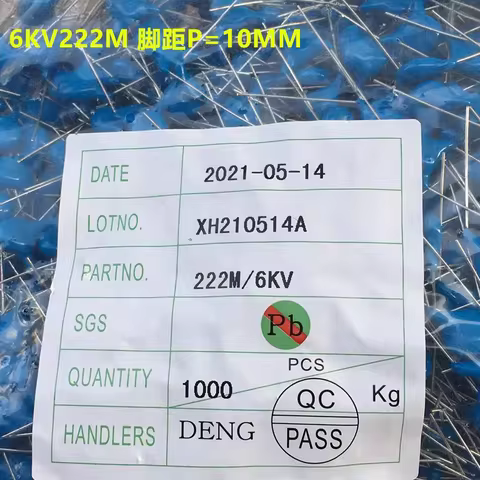 6KV222M 脚距P=10MM
DATE 2021-05-14
LOTNO. XH210514A
PARTNO. 222M/6KV
SGS Pb
QUANTITY 1000 PCS Kg
HANDLERS DENG QC PASS